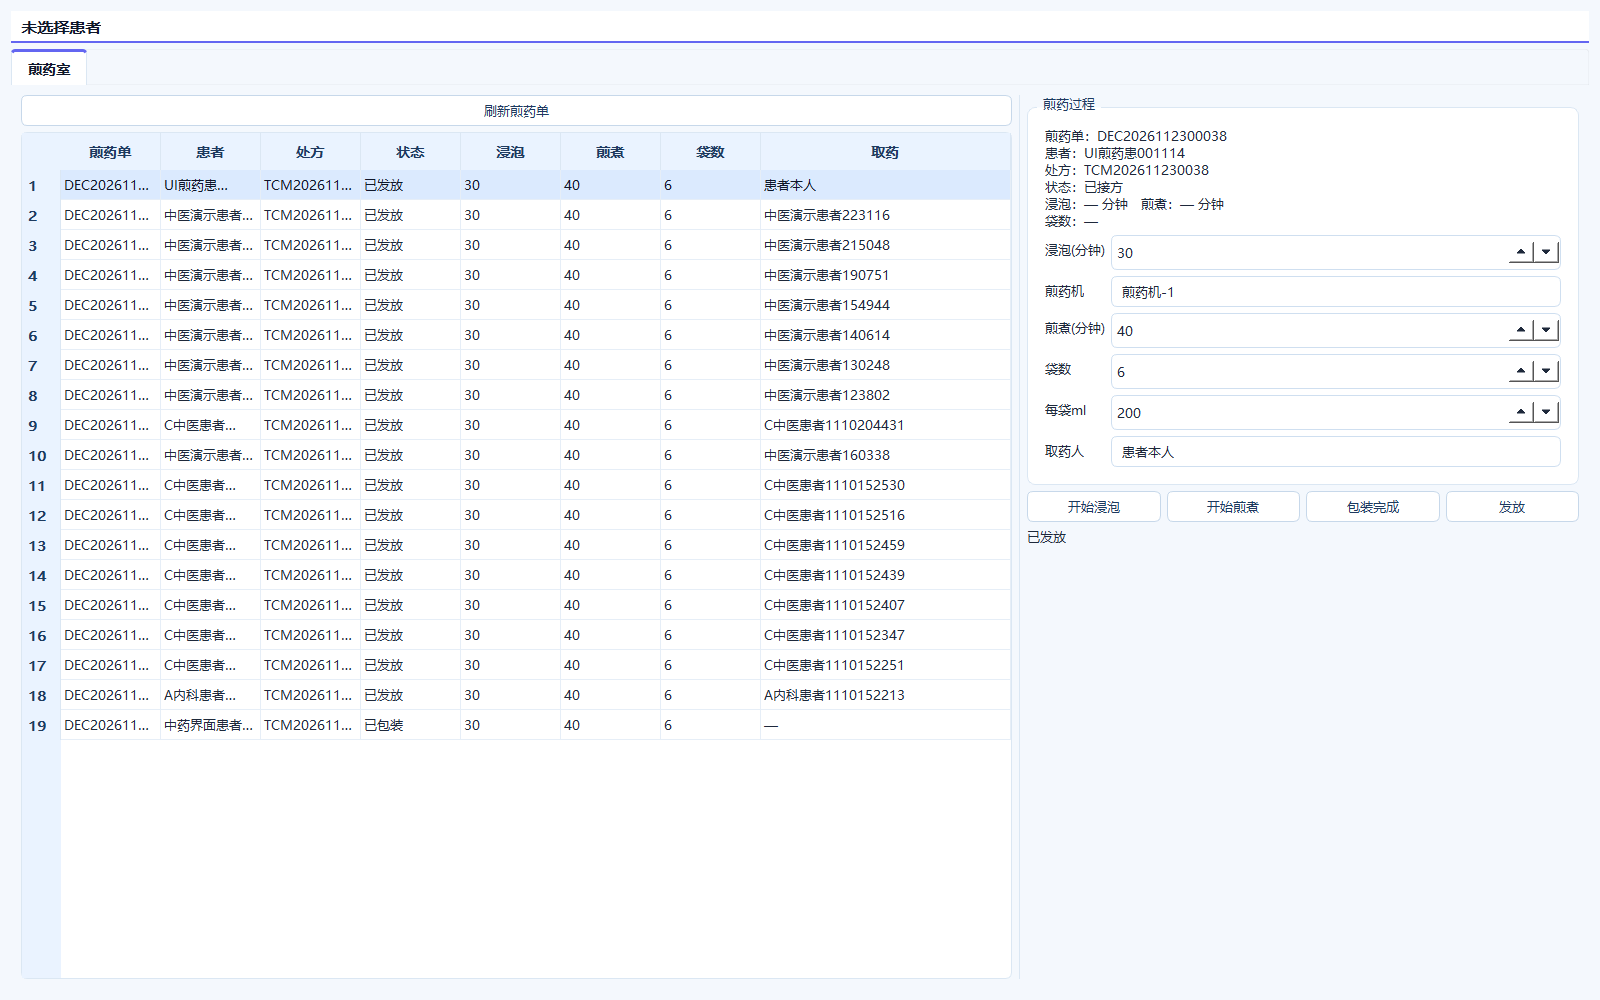 未选择患者
煎药室
刷新煎药单
煎药单 患者 处方 状态 浸泡 煎煮 袋数 取药
1 DEC202611... UI煎药患... TCM202611... 已发放 30 40 6 患者本人
2 DEC202611... 中医演示患者... TCM202611... 已发放 30 40 6 中医演示患者223116
3 DEC202611... 中医演示患者... TCM202611... 已发放 30 40 6 中医演示患者215048
4 DEC202611... 中医演示患者... TCM202611... 已发放 30 40 6 中医演示患者190751
5 DEC202611... 中医演示患者... TCM202611... 已发放 30 40 6 中医演示患者154944
6 DEC202611... 中医演示患者... TCM202611... 已发放 30 40 6 中医演示患者140614
7 DEC202611... 中医演示患者... TCM202611... 已发放 30 40 6 中医演示患者130248
8 DEC202611... 中医演示患者... TCM202611... 已发放 30 40 6 中医演示患者123802
9 DEC202611... C中医患者... TCM202611... 已发放 30 40 6 C中医患者1110204431
10 DEC202611... 中医演示患者... TCM202611... 已发放 30 40 6 中医演示患者160338
11 DEC202611... C中医患者... TCM202611... 已发放 30 40 6 C中医患者1110152530
12 DEC202611... C中医患者... TCM202611... 已发放 30 40 6 C中医患者1110152516
13 DEC202611... C中医患者... TCM202611... 已发放 30 40 6 C中医患者1110152459
14 DEC202611... C中医患者... TCM202611... 已发放 30 40 6 C中医患者1110152439
15 DEC202611... C中医患者... TCM202611... 已发放 30 40 6 C中医患者1110152407
16 DEC202611... C中医患者... TCM202611... 已发放 30 40 6 C中医患者1110152347
17 DEC202611... C中医患者... TCM202611... 已发放 30 40 6 C中医患者1110152251
18 DEC202611... A内科患者... TCM202611... 已发放 30 40 6 A内科患者1110152213
19 DEC202611... 中药界面患者... TCM202611... 已包装 30 40 6 —
煎药过程
煎药单：DEC2026112300038
患者：UI煎药患001114
处方：TCM202611230038
状态：已接方
浸泡：— 分钟 煎煮：— 分钟
袋数：—
浸泡(分钟) 30
煎药机 煎药机-1
煎煮(分钟) 40
袋数 6
每袋ml 200
取药人 患者本人
开始浸泡 开始煎煮 包装完成 发放
已发放